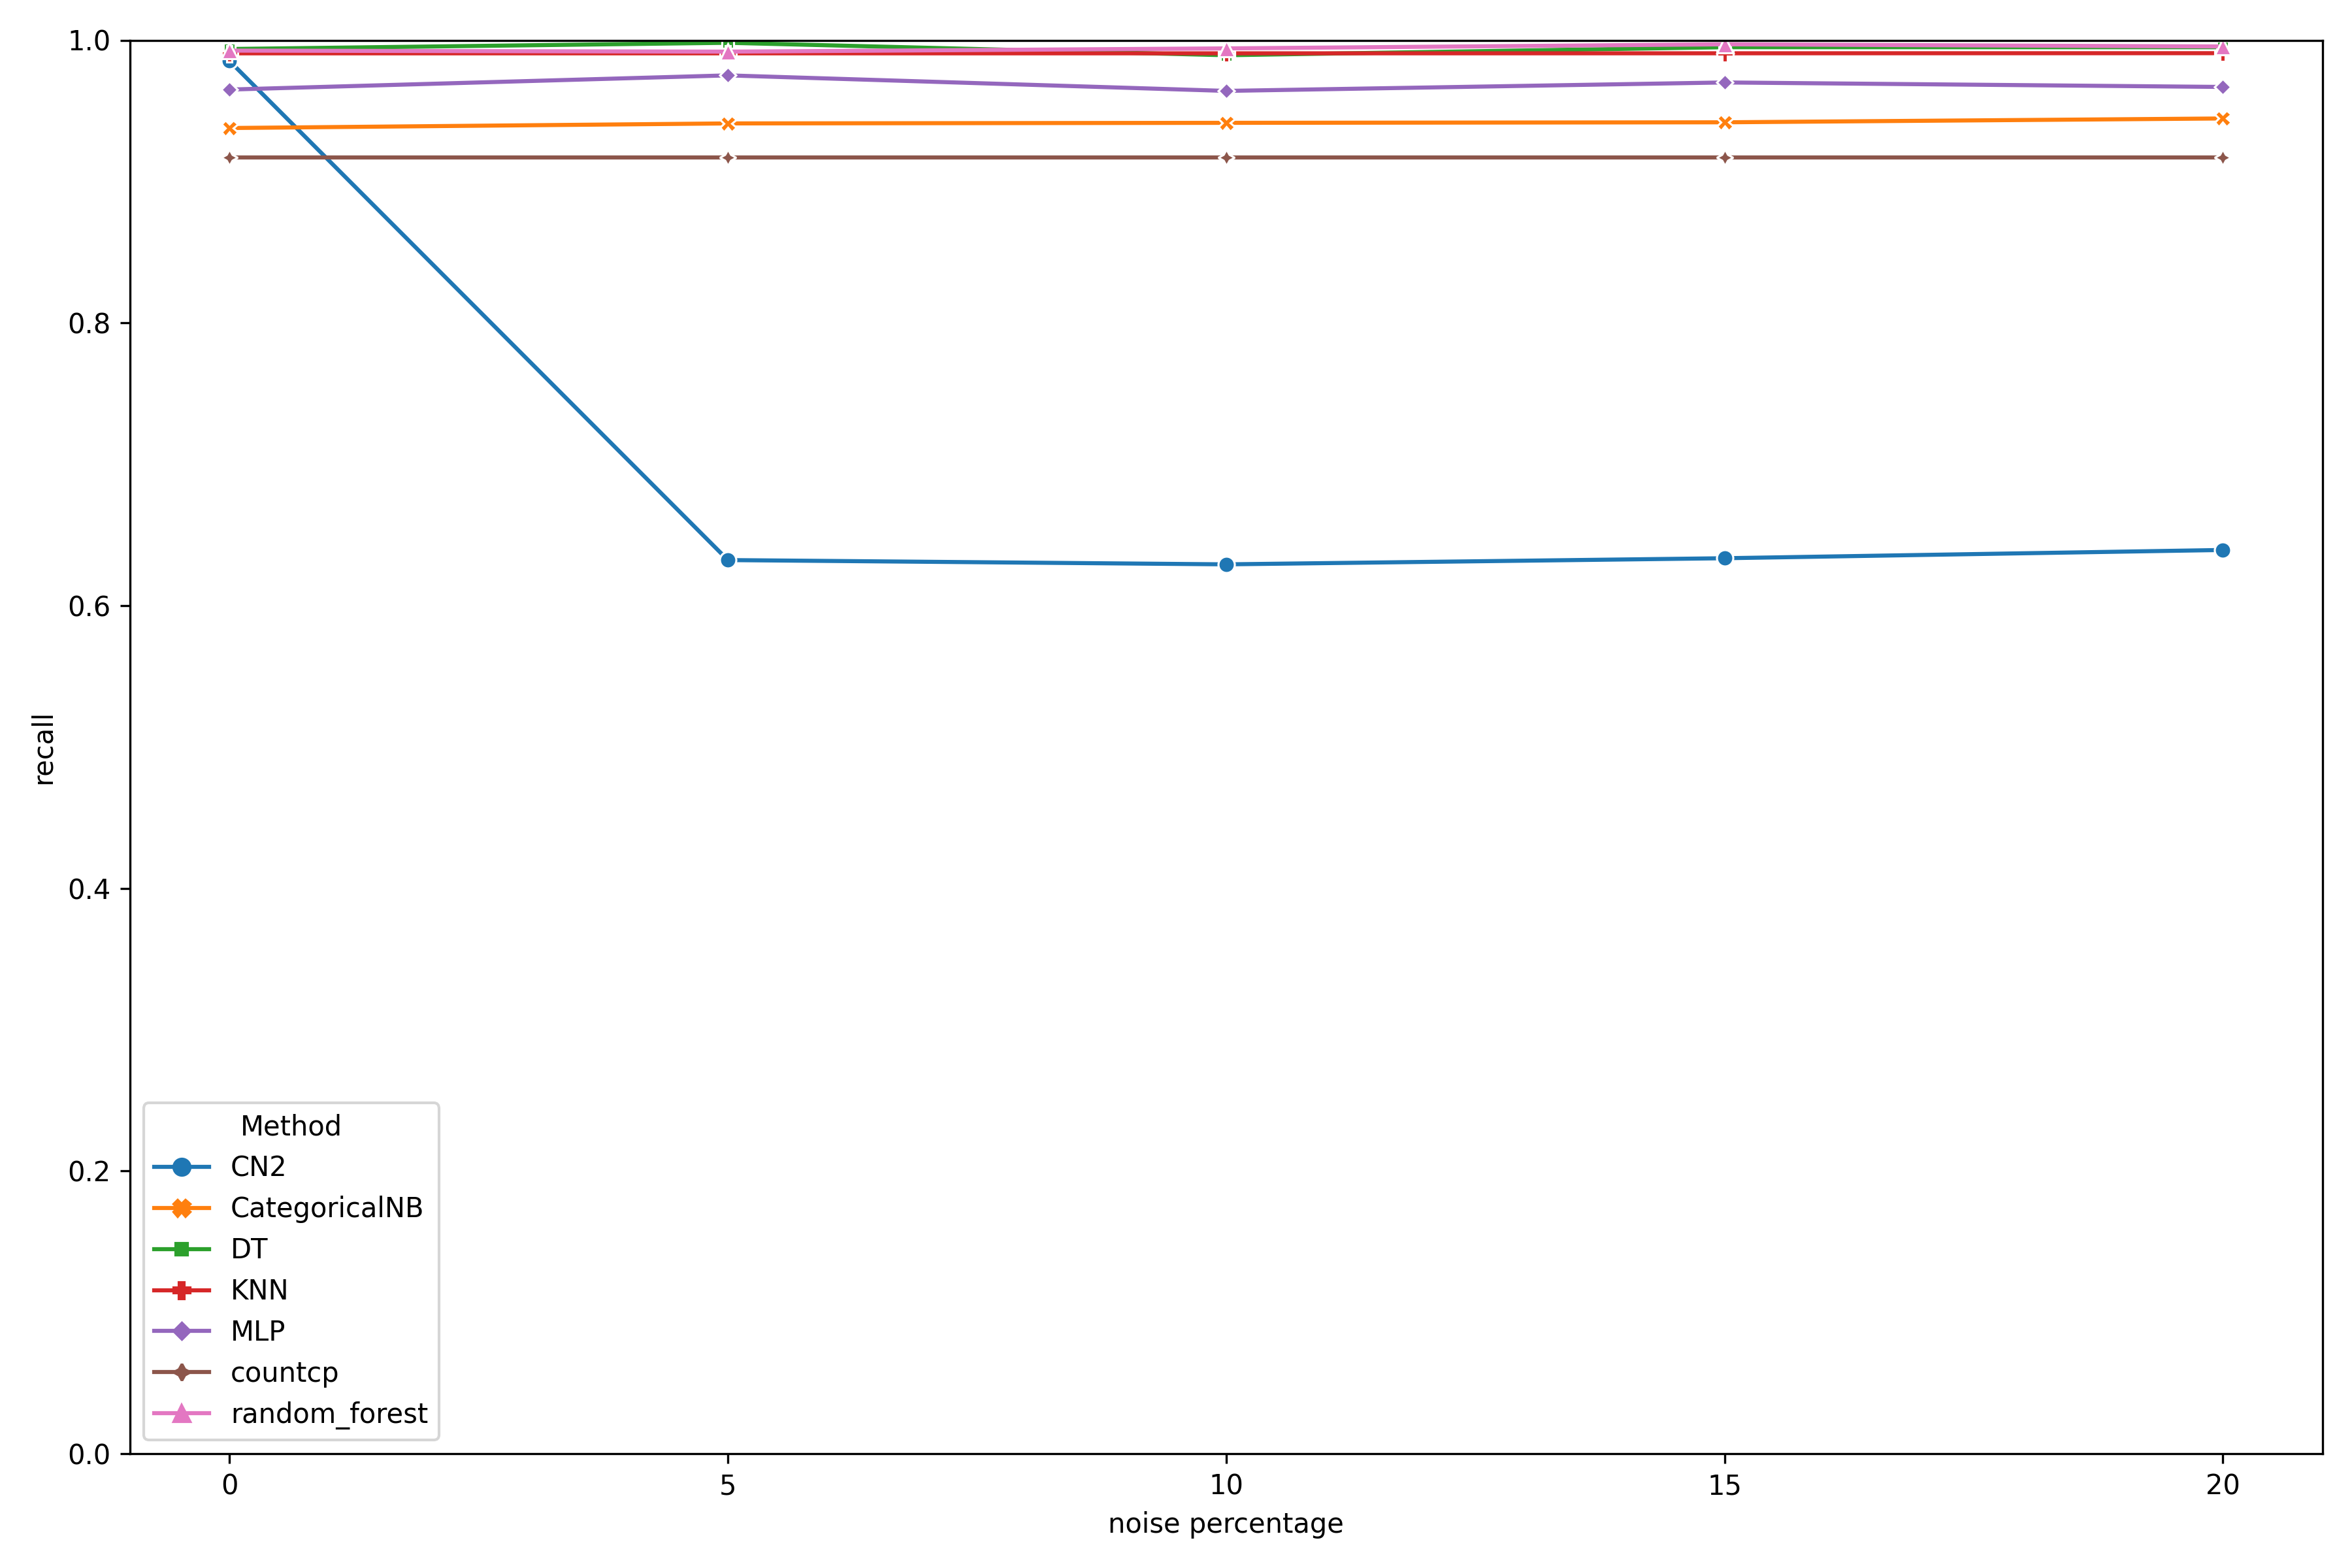 1.0
0.8
0.6
0.4
0.2
0.0
recall
Method
CN2
CategoricalNB
DT
KNN
MLP
countcp
random_forest
0 5 10 15 20
noise percentage